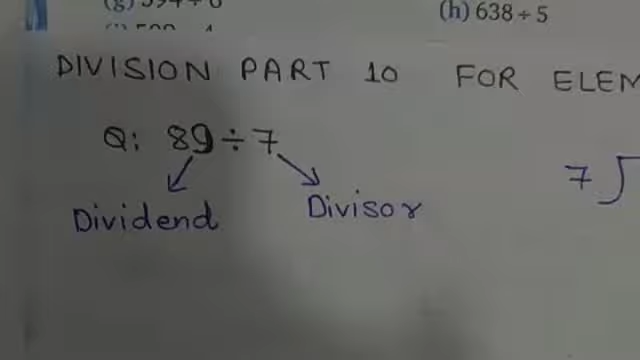 (h) 638 ÷ 5
DIVISION PART 10 FOR ELEM
Q: 89 ÷ 7
Dividend Divisor
7